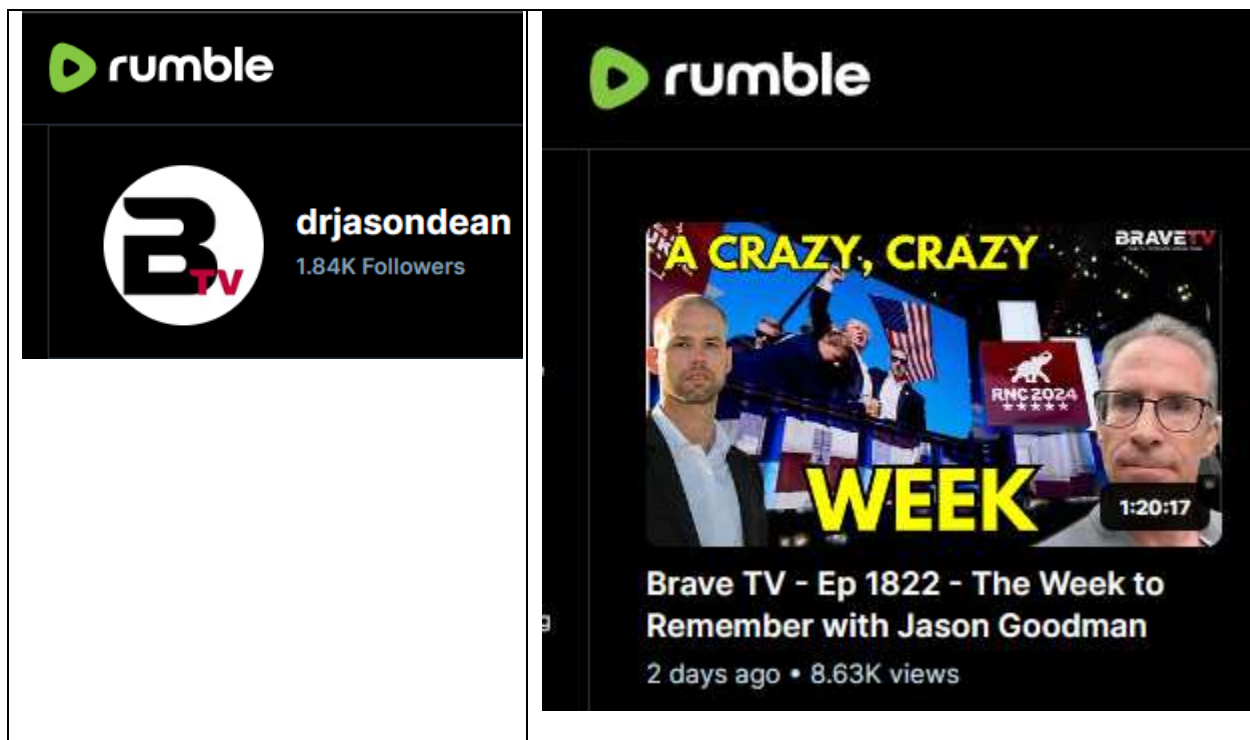 rumble
B
TV
drjasondean
1.84K Followers
rumble
A CRAZY, CRAZY
BRAVETV
RNC 2024
WEEK
1:20:17
Brave TV - Ep 1822 - The Week to
Remember with Jason Goodman
2 days ago • 8.63K views